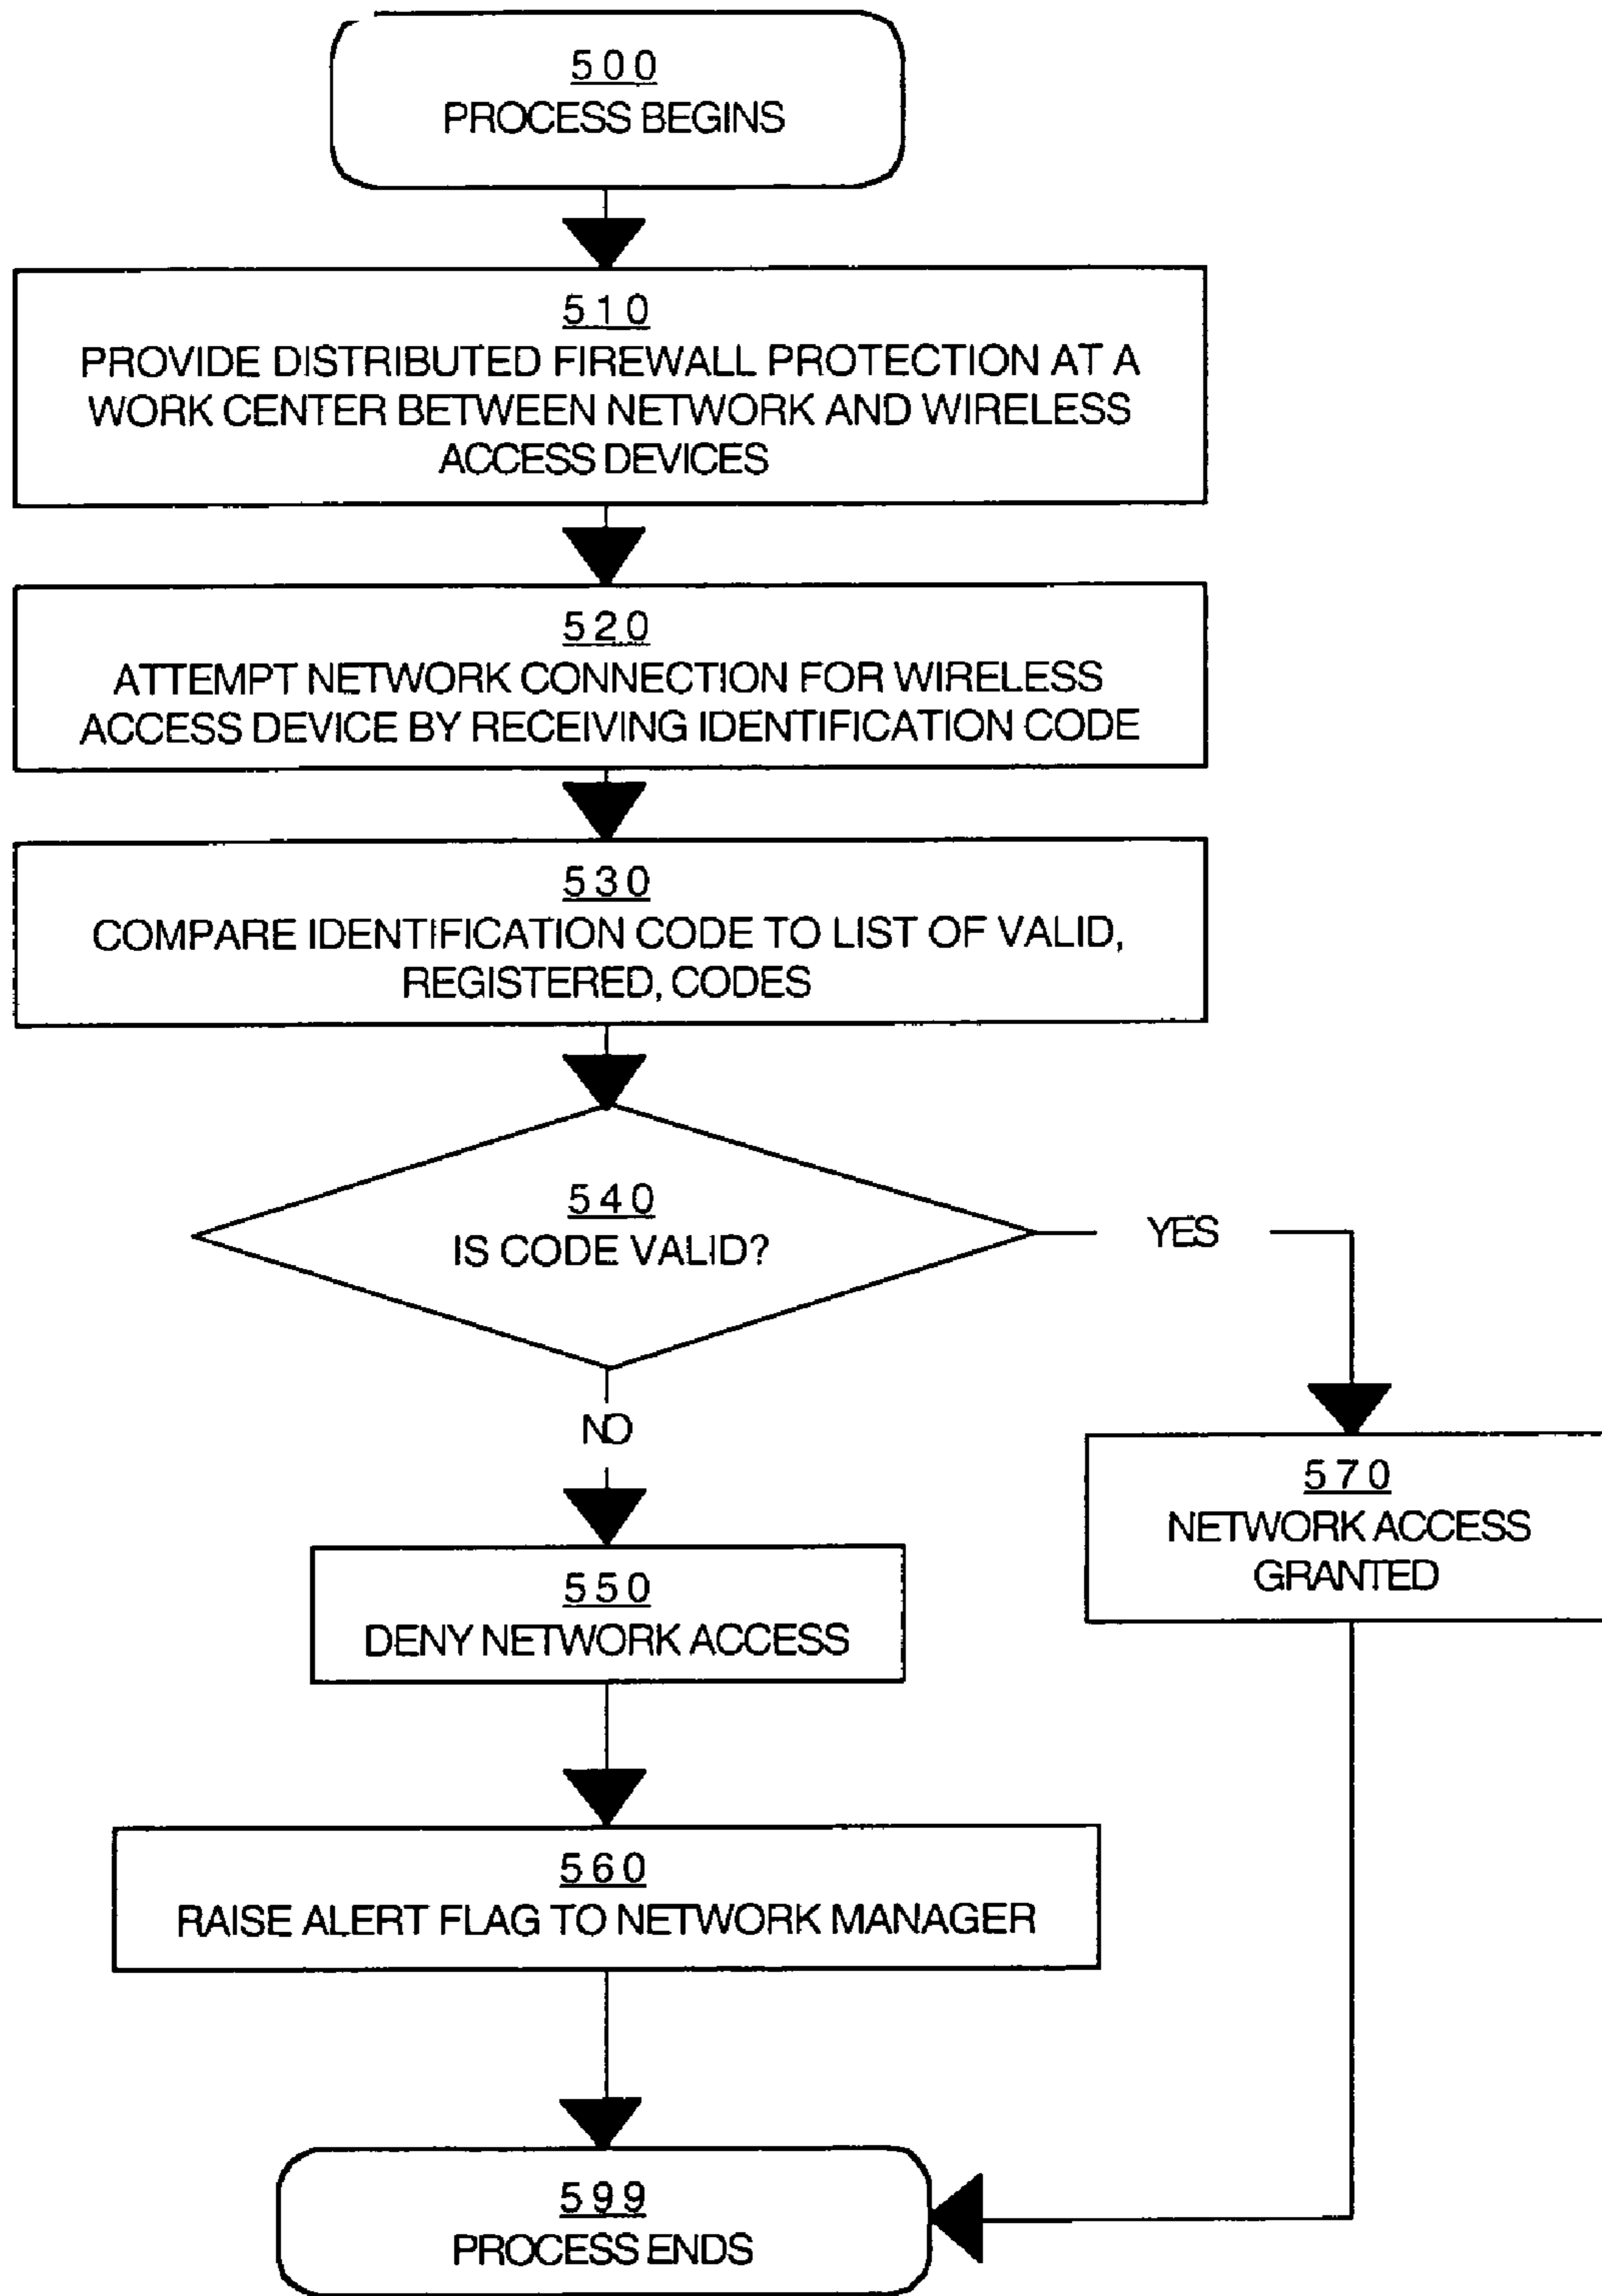 500
PROCESS BEGINS
510
PROVIDE DISTRIBUTED FIREWALL PROTECTION AT A
WORK CENTER BETWEEN NETWORK AND WIRELESS
ACCESS DEVICES
520
ATTEMPT NETWORK CONNECTION FOR WIRELESS
ACCESS DEVICE BY RECEIVING IDENTIFICATION CODE
530
COMPARE IDENTIFICATION CODE TO LIST OF VALID,
REGISTERED, CODES
540
IS CODE VALID?
YES
NO
570
NETWORK ACCESS
GRANTED
550
DENY NETWORK ACCESS
560
RAISE ALERT FLAG TO NETWORK MANAGER
599
PROCESS ENDS